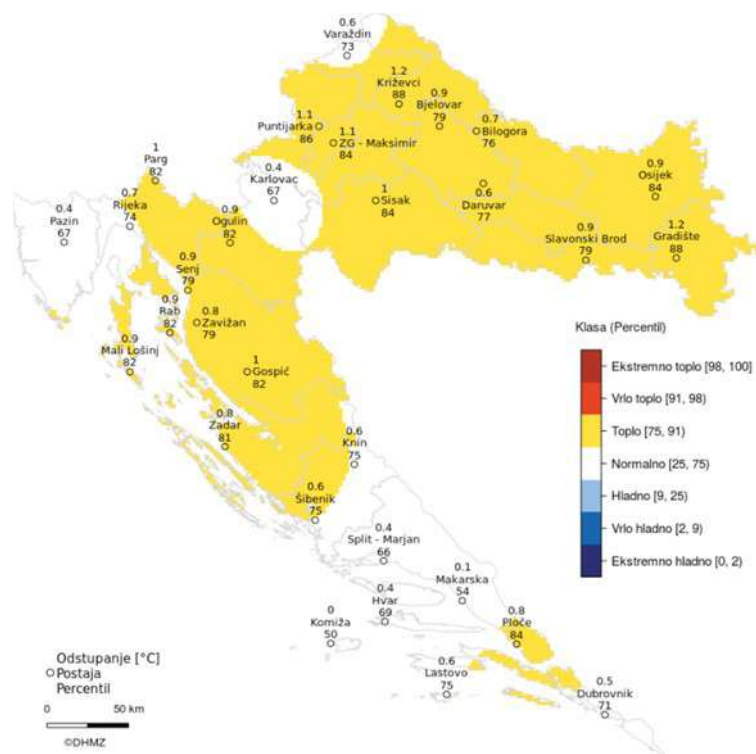 0.6
Varaždin
73
1.2
Križevci
88
0.9
Bjelovar
79
0.7
Bilogora
76
1.1
Puntijarka
86
1.1
ZG - Maksimir
84
1
Parg
82
0.4
Karlovac
67
0.9
Osijek
84
0.7
Rijeka
74
0.4
Pazin
67
1
Sisak
84
0.6
Daruvar
77
0.9
Ogulin
82
0.9
Slavonski Brod
79
1.2
Gradište
88
0.9
Senj
79
0.9
Rab
82
0.8
Zavižan
79
0.9
Mali Lošinj
82
1
Gospić
82
0.8
Zadar
81
0.6
Knin
75
0.6
Šibenik
75
0.4
Split - Marjan
66
0.1
Makarska
54
0.4
Hvar
69
0
Komiža
50
0.8
Ploče
84
0.6
Lastovo
75
0.5
Dubrovnik
71
Klasa (Percentil)
Ekstremno toplo [98, 100]
Vrlo toplo [91, 98)
Toplo [75, 91)
Normalno [25, 75)
Hladno [9, 25)
Vrlo hladno [2, 9)
Ekstremno hladno [0, 2)
Odstupanje [°C]
Postaja
Percentil
0 50 km
©DHMZ